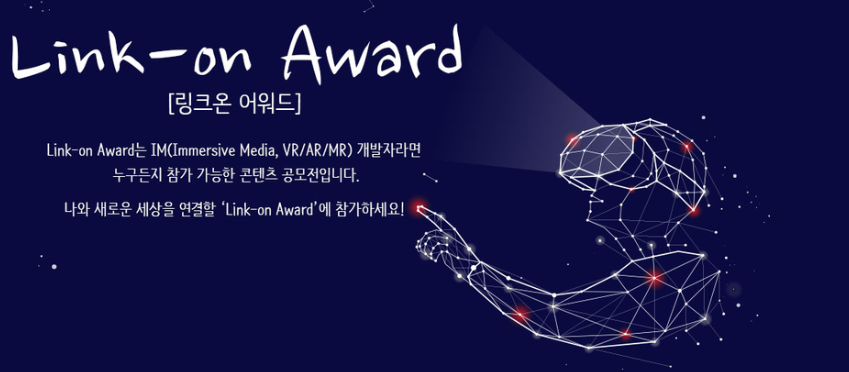 Link-on Award
[링크온 어워드]
Link-on Award는 IM(Immersive Media, VR/AR/MR) 개발자라면
누구든지 참가 가능한 콘텐츠 공모전입니다.
나와 새로운 세상을 연결할 ‘Link-on Award’에 참가하세요!